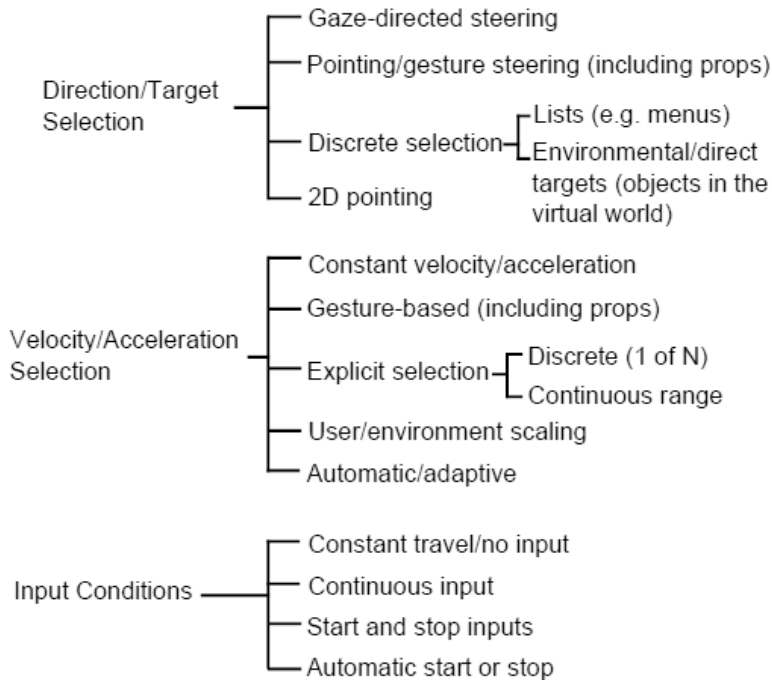 Gaze-directed steering
Pointing/gesture steering (including props)
Direction/Target
Selection
Discrete selection
Lists (e.g. menus)
Environmental/direct
targets (objects in the
virtual world)
2D pointing
Constant velocity/acceleration
Gesture-based (including props)
Velocity/Acceleration
Selection
Explicit selection
Discrete (1 of N)
Continuous range
User/environment scaling
Automatic/adaptive
Constant travel/no input
Input Conditions
Continuous input
Start and stop inputs
Automatic start or stop